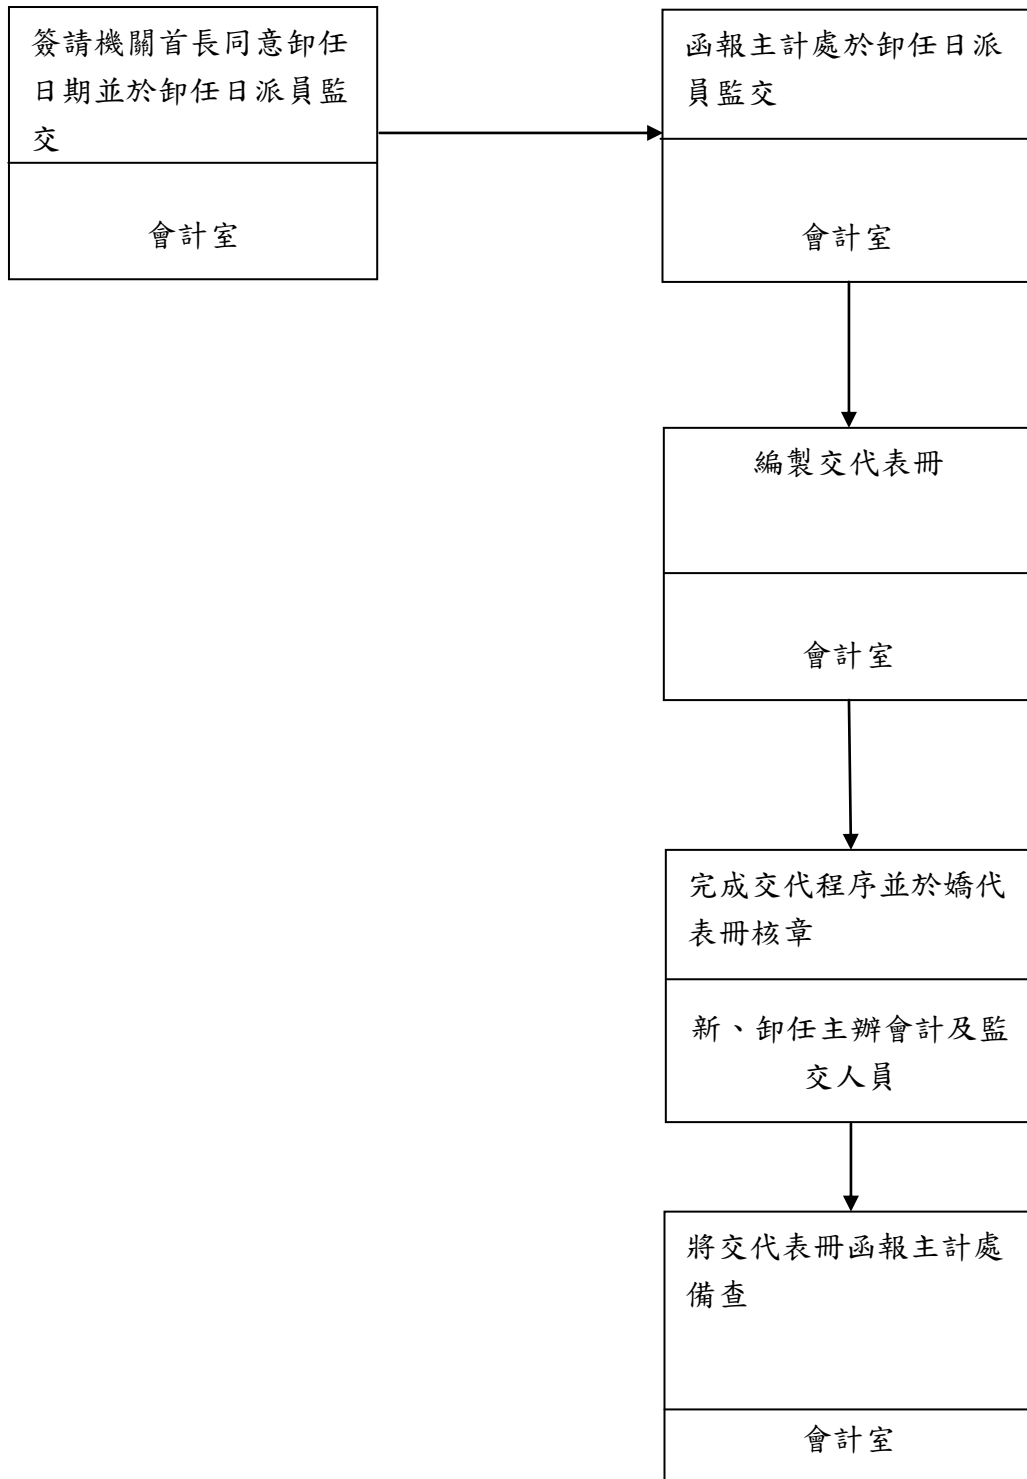 簽請機關首長同意卸任
日期並於卸任日派員監
交
會計室
函報主計處於卸任日派
員監交
會計室
編製交代表冊
會計室
完成交代程序並於嬌代
表冊核章
新、卸任主辦會計及監
交人員
將交代表冊函報主計處
備查
會計室